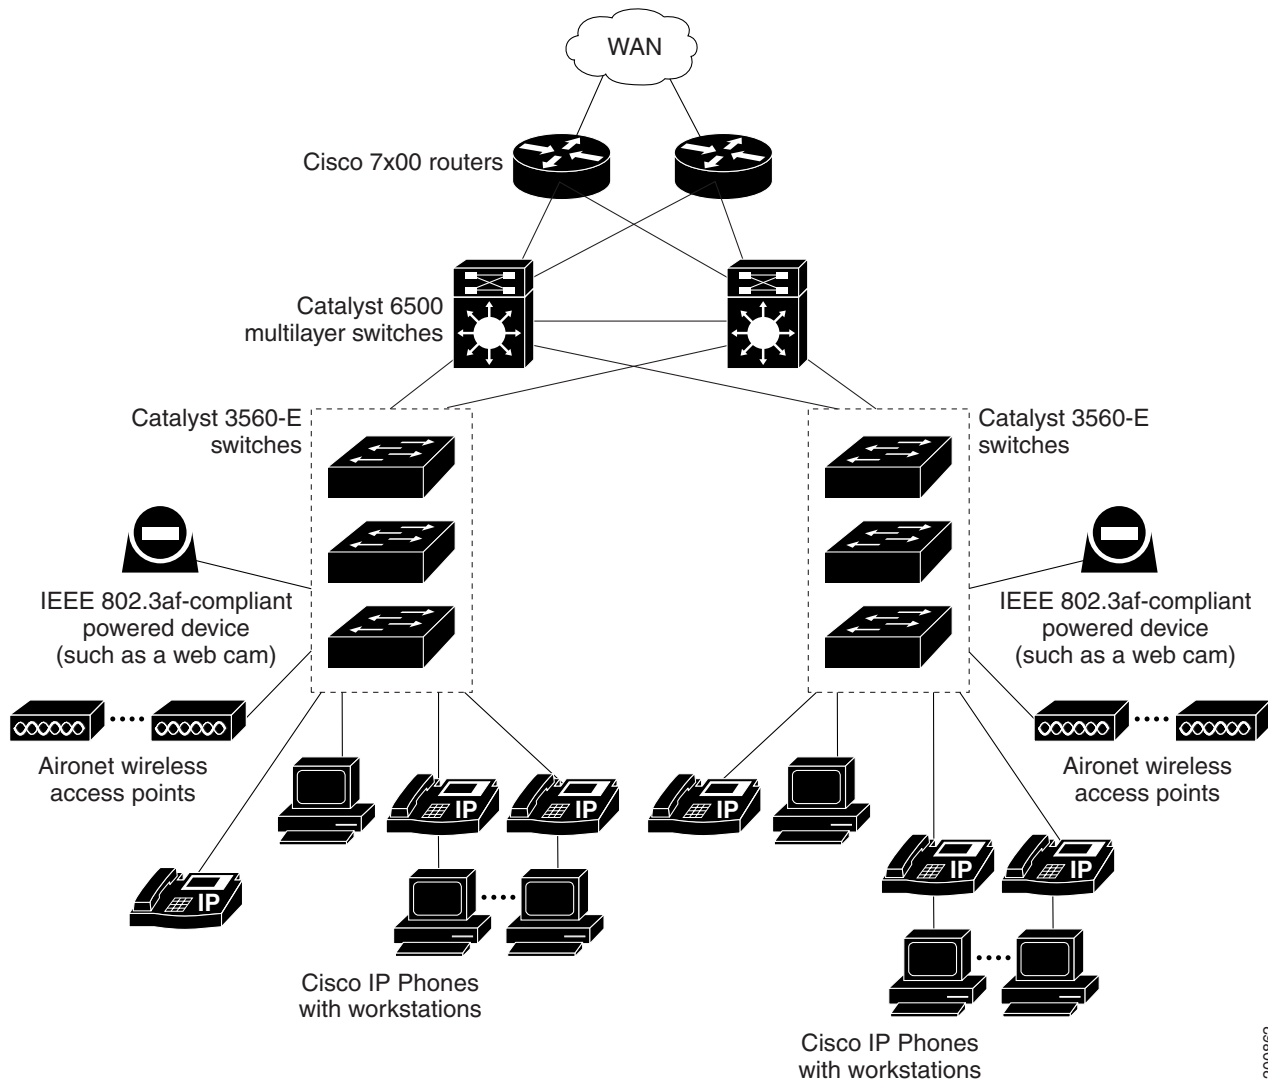 WAN
Cisco 7x00 routers
Catalyst 6500
multilayer switches
Catalyst 3560-E
switches
Catalyst 3560-E
switches
IEEE 802.3af-compliant
powered device
(such as a web cam)
IEEE 802.3af-compliant
powered device
(such as a web cam)
Aironet wireless
access points
Aironet wireless
access points
IP
IP
IP
IP
IP
IP
Cisco IP Phones
with workstations
Cisco IP Phones
with workstations